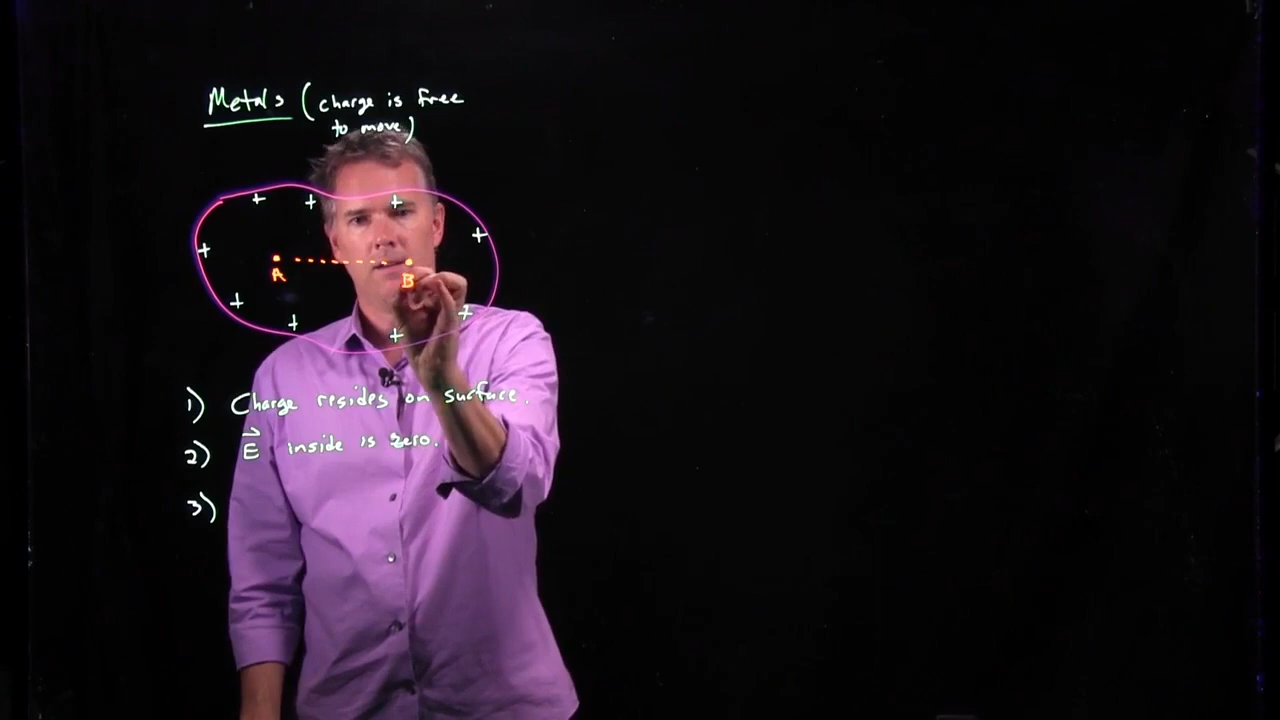 Metals (charge is free
to move)
+ + +
+ +
A B
+ +
+ +
1) Charge resides on surface.
2) E⃗ inside is zero.
3)